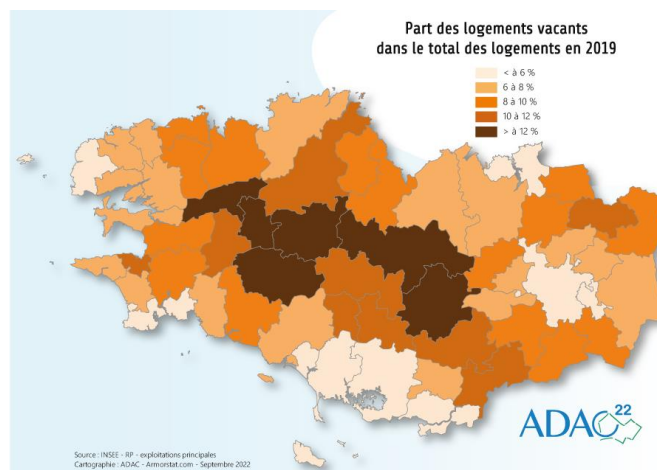 Part des logements vacants
dans le total des logements en 2019
< à 6 %
6 à 8 %
8 à 10 %
10 à 12 %
> à 12 %
ADAC 22
Source : INSEE - RP - exploitations principales
Cartographie : ADAC - Armorstat.com - Septembre 2022